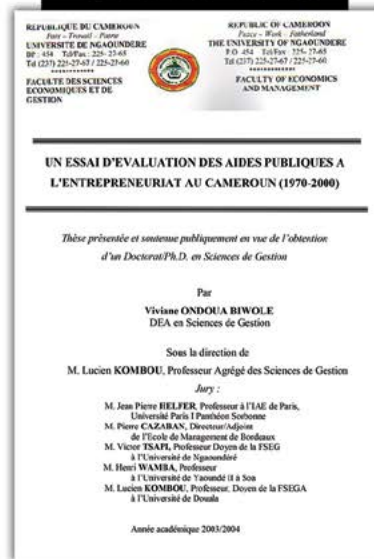 REPUBLIQUE DU CAMEROUN
Paix – Travail – Patrie
UNIVERSITE DE NGAOUNDERE
BP : 454 Tel/Fax : 225- 27-65
Tel (237) 225-27-67 / 225-27-60
************
FACULTE DES SCIENCES
ECONOMIQUES ET DE
GESTION
REPUBLIC OF CAMEROON
Peace – Work – Fatherland
THE UNIVERSITY OF NGAOUNDERE
P.O 454 Tel/Fax : 225- 27-65
Tel (237) 225-27-67 / 225-27-60
************
FACULTY OF ECONOMICS
AND MANAGEMENT
UN ESSAI D'EVALUATION DES AIDES PUBLIQUES A
L'ENTREPRENEURIAT AU CAMEROUN (1970-2000)
Thèse présentée et soutenue publiquement en vue de l'obtention
d'un Doctorat/Ph.D. en Sciences de Gestion
Par
Viviane ONDOUA BIWOLE
DEA en Sciences de Gestion
Sous la direction de
M. Lucien KOMBOU, Professeur Agrégé des Sciences de Gestion
Jury :
M. Jean Pierre HELFER, Professeur à l'IAE de Paris,
Université Paris I Panthéon Sorbonne
M. Pierre CAZABAN, Directeur/Adjoint
de l'Ecole de Management de Bordeaux
M. Victor TSAPI, Professeur Doyen de la FSEG
à l'Université de Ngaoundéré
M. Henri WAMBA, Professeur
à l'Université de Yaoundé II à Soa
M. Lucien KOMBOU, Professeur, Doyen de la FSEGA
à l'Université de Douala
Année académique 2003/2004